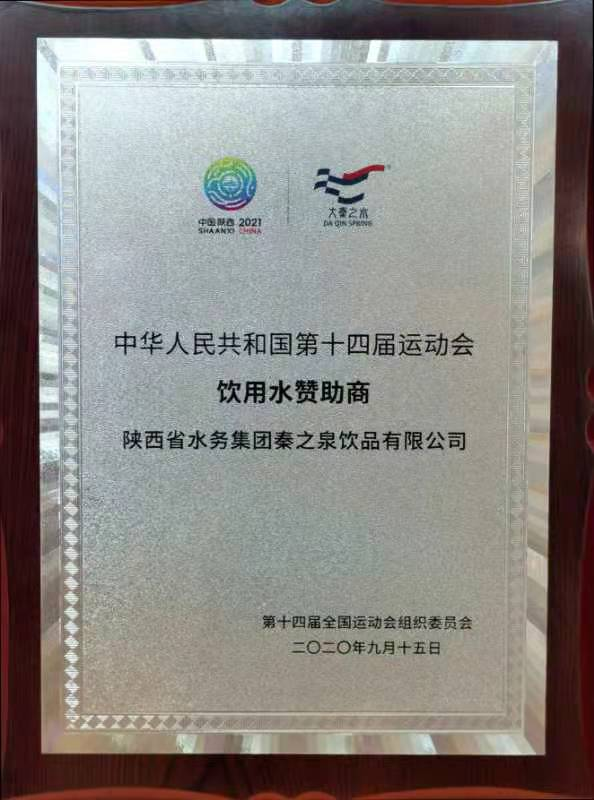 中国陕西 2021
SHAANXI CHINA
大秦之水
DA QIN SPRING
中华人民共和国第十四届运动会
饮用水赞助商
陕西省水务集团秦之泉饮品有限公司
第十四届全国运动会组织委员会
二〇二〇年九月十五日